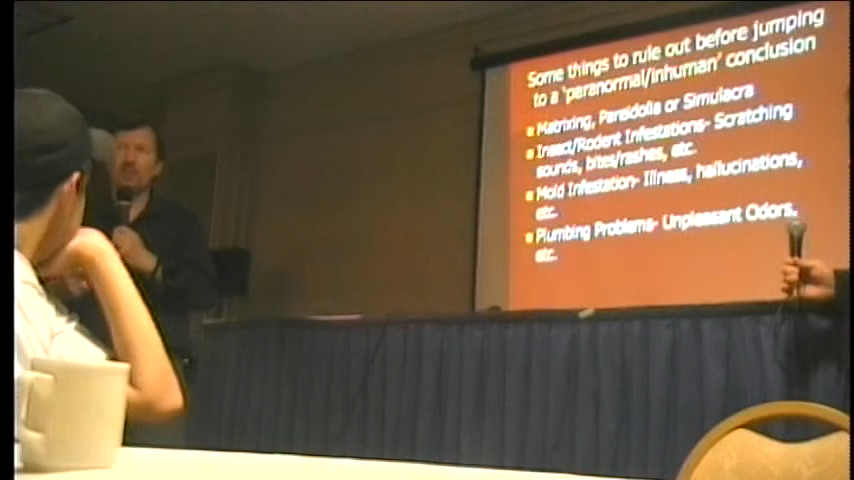 Some things to rule out before jumping
to a 'paranormal/inhuman' conclusion
Matrixing, Pareidolia or Simulacra
Insect/Rodent Infestations- Scratching
sounds, bites/rashes, etc.
Mold Infestation- Illness, hallucinations,
etc.
Plumbing Problems- Unpleasant Odors,
etc.